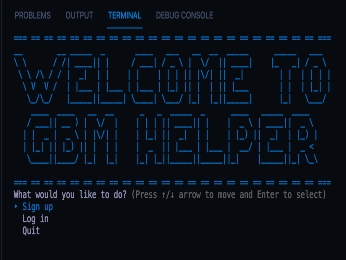 PROBLEMS OUTPUT TERMINAL DEBUG CONSOLE
WELCOME TO
GBM HELPER
What would you like to do? (Press ↑/↓ arrow to move and Enter to select)
‣ Sign up
Log in
Quit